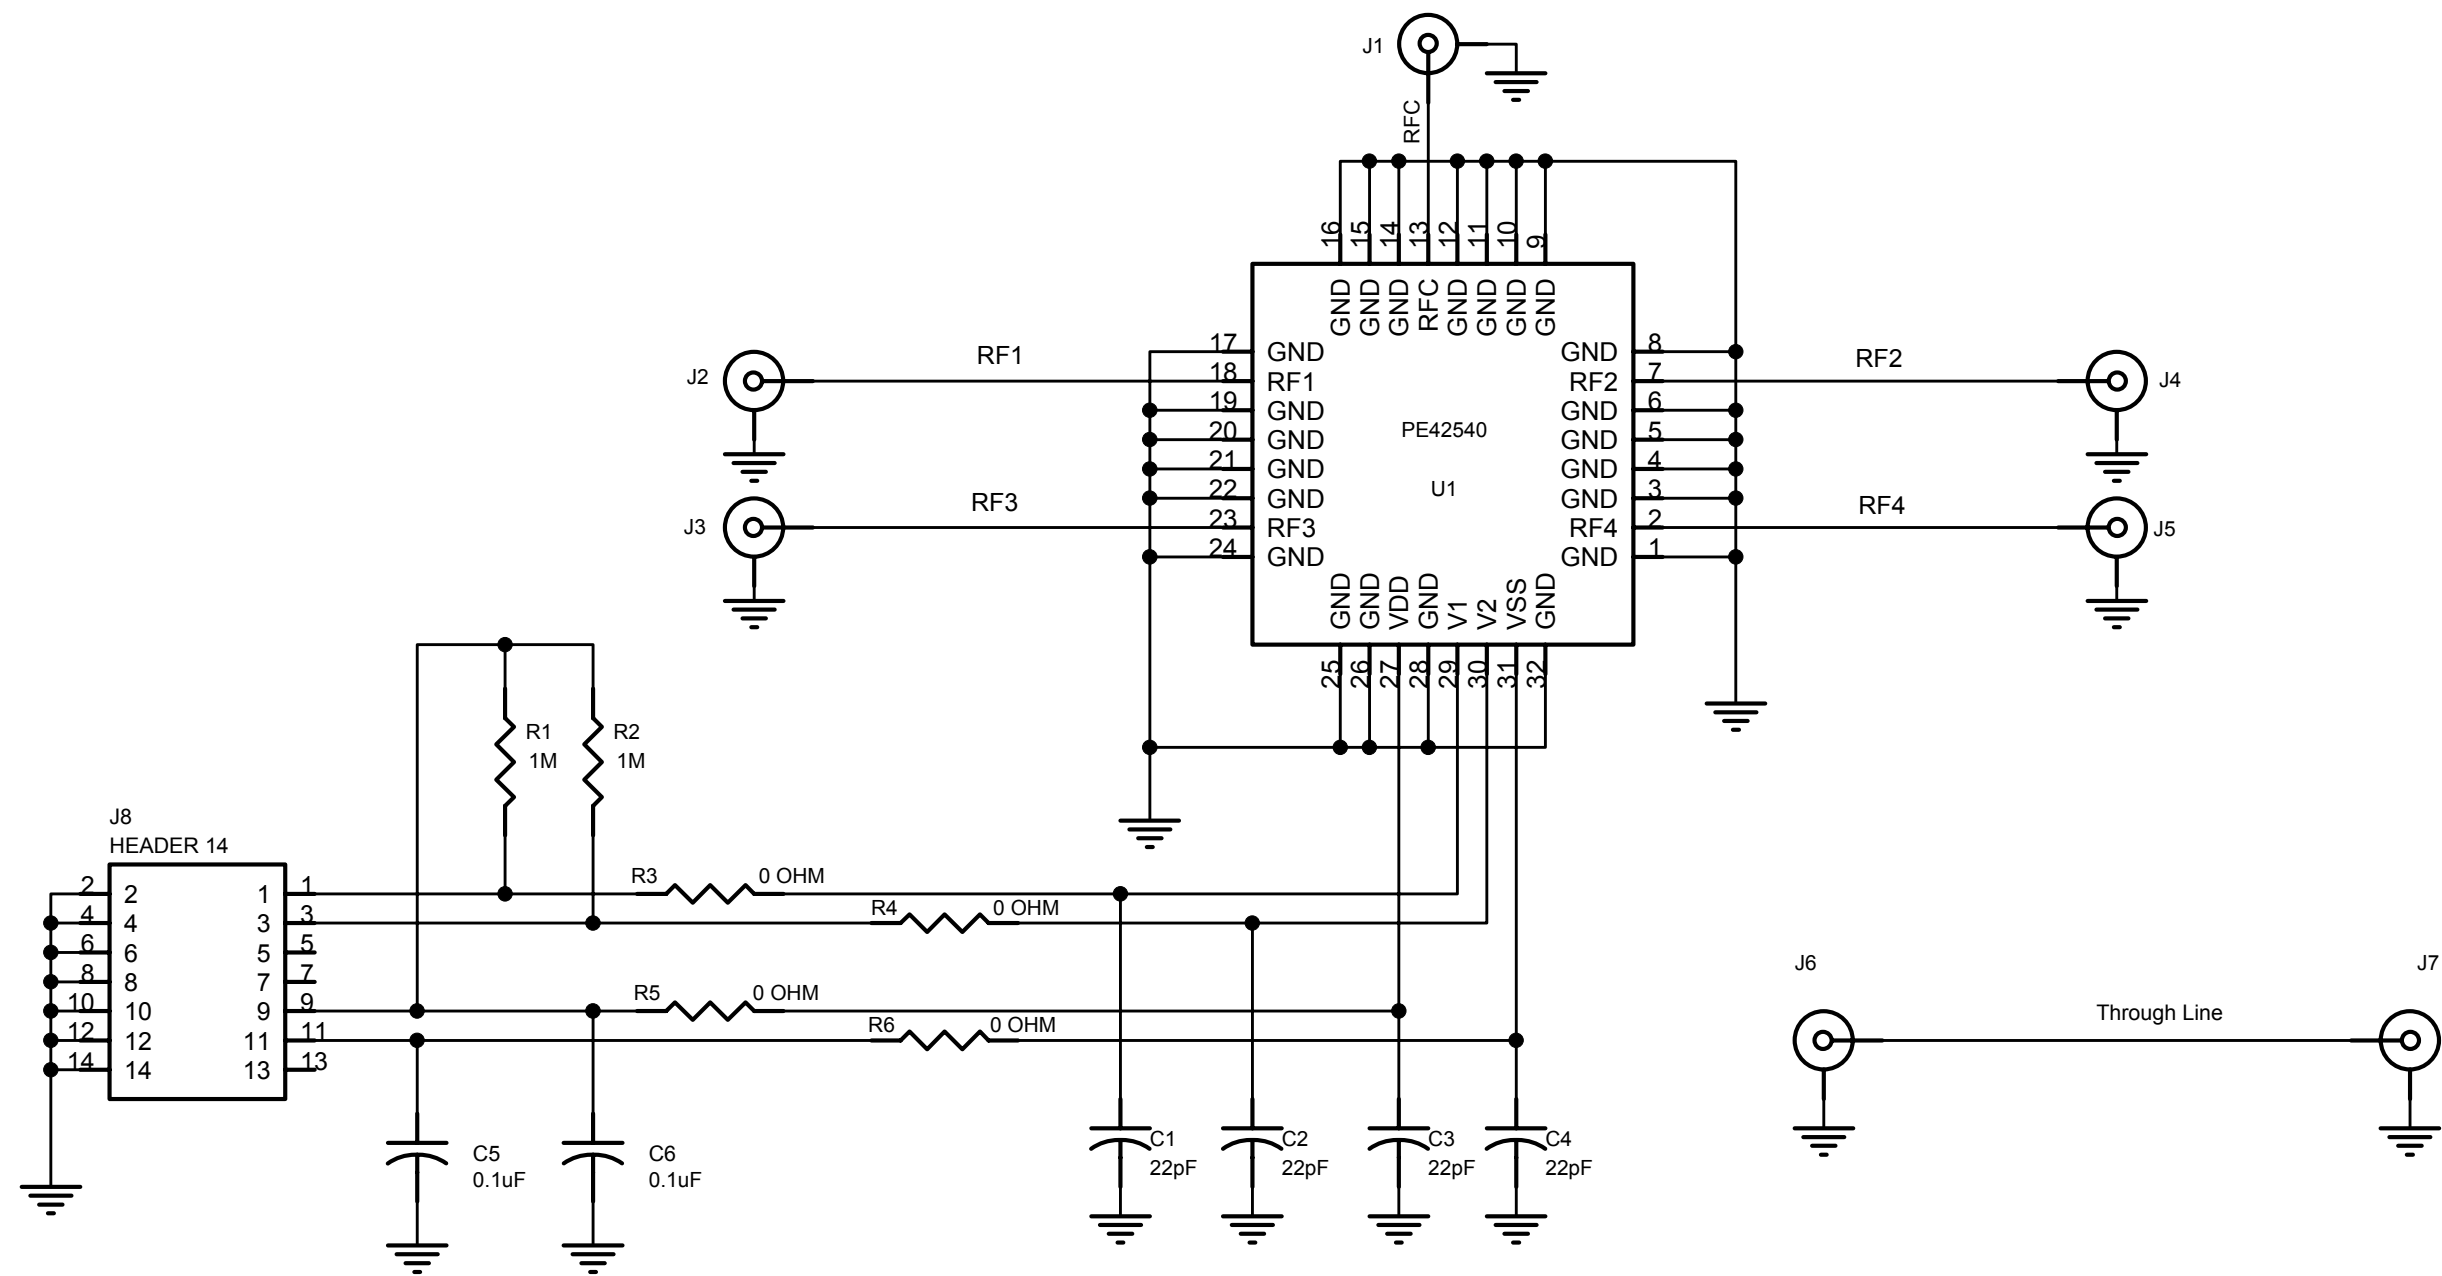 J1
RFC
16 15 14 13 12 11 10 9
GND GND GND RFC GND GND GND GND
17 GND GND 8
J2 RF1 18 RF1 RF2 7 RF2 J4
19 GND GND 6
20 GND PE42540 GND 5
21 GND GND 4
22 GND U1 GND 3
J3 RF3 23 RF3 RF4 2 RF4 J5
24 GND GND 1
GND GND VDD GND V1 V2 VSS GND
25 26 27 28 29 30 31 32
R1 R2
1M 1M
J8
HEADER 14
R3 0 OHM
2 2 1 1
R4 0 OHM
4 4 3 3
6 6 5 5
8 8 7 7
R5 0 OHM
10 10 9 9
R6 0 OHM
12 12 11 11
14 14 13 13
J6 J7
Through Line
C5 C6 C1 C2 C3 C4
0.1uF 0.1uF 22pF 22pF 22pF 22pF